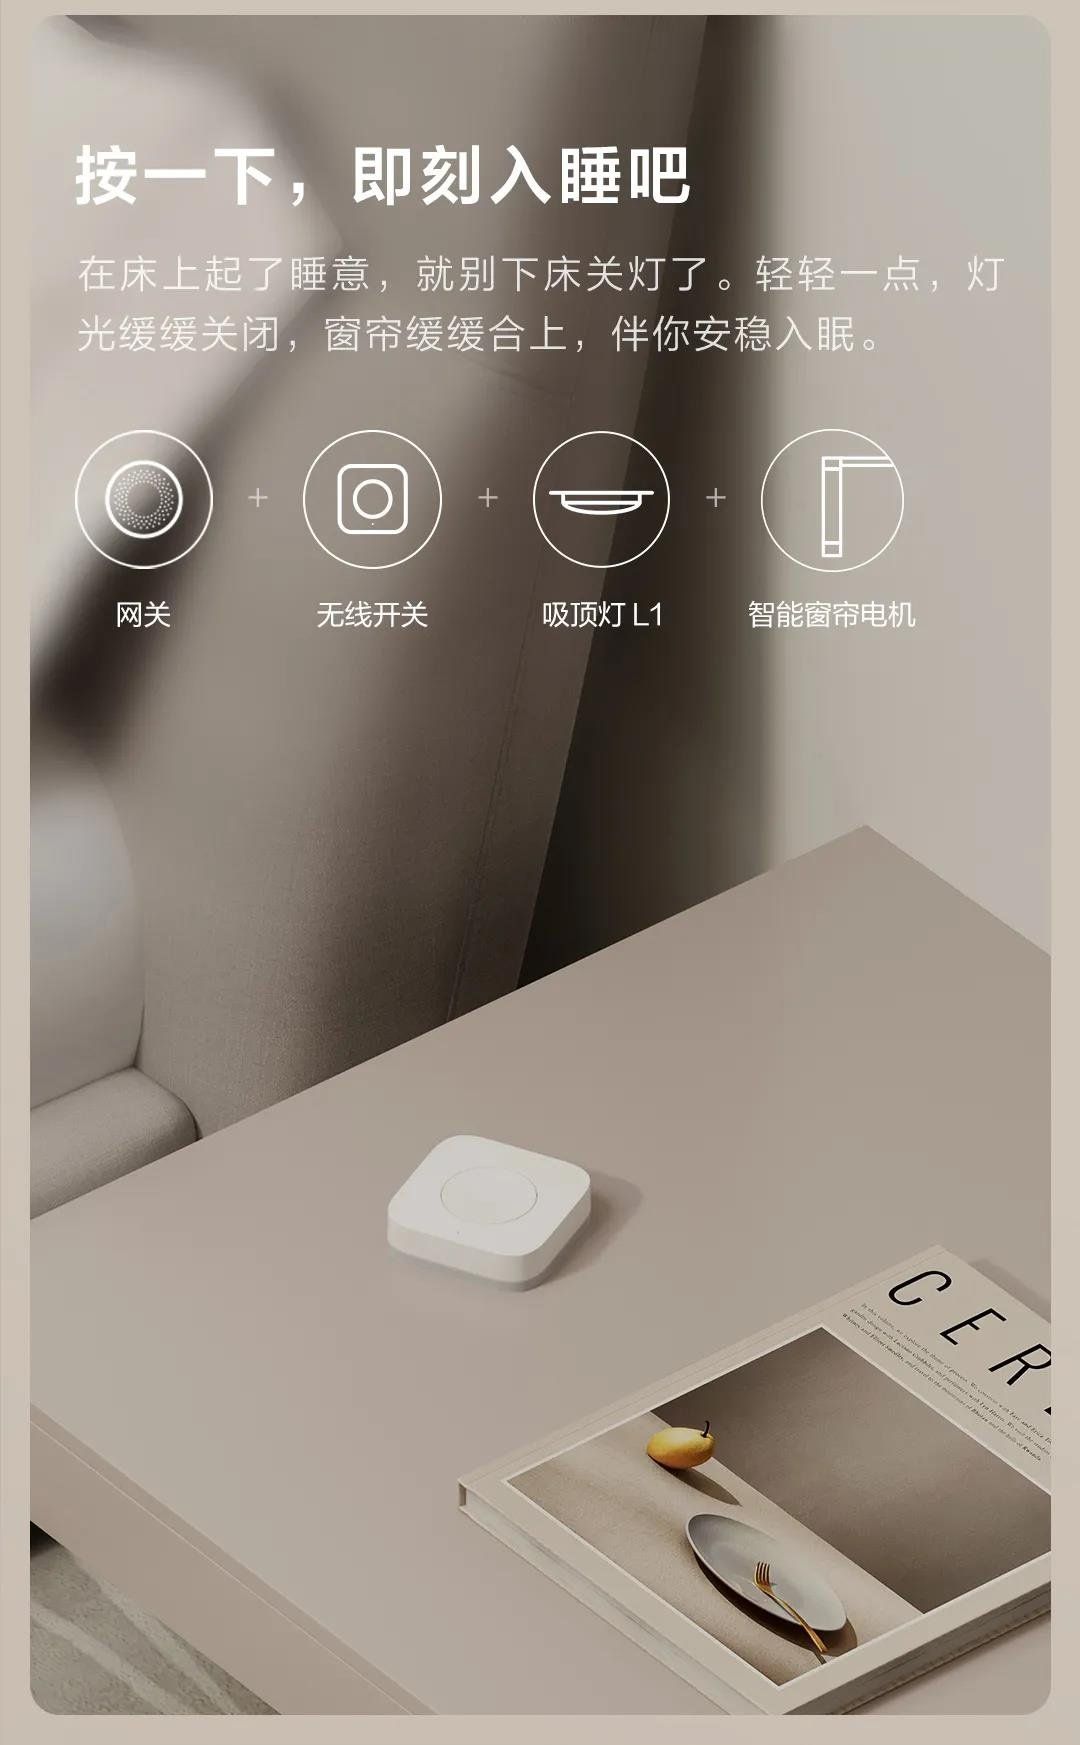 按一下，即刻入睡吧
在床上起了睡意，就别下床关灯了。轻轻一点，灯
光缓缓关闭，窗帘缓缓合上，伴你安稳入眠。
+ + +
网关 无线开关 吸顶灯 L1 智能窗帘电机
CER